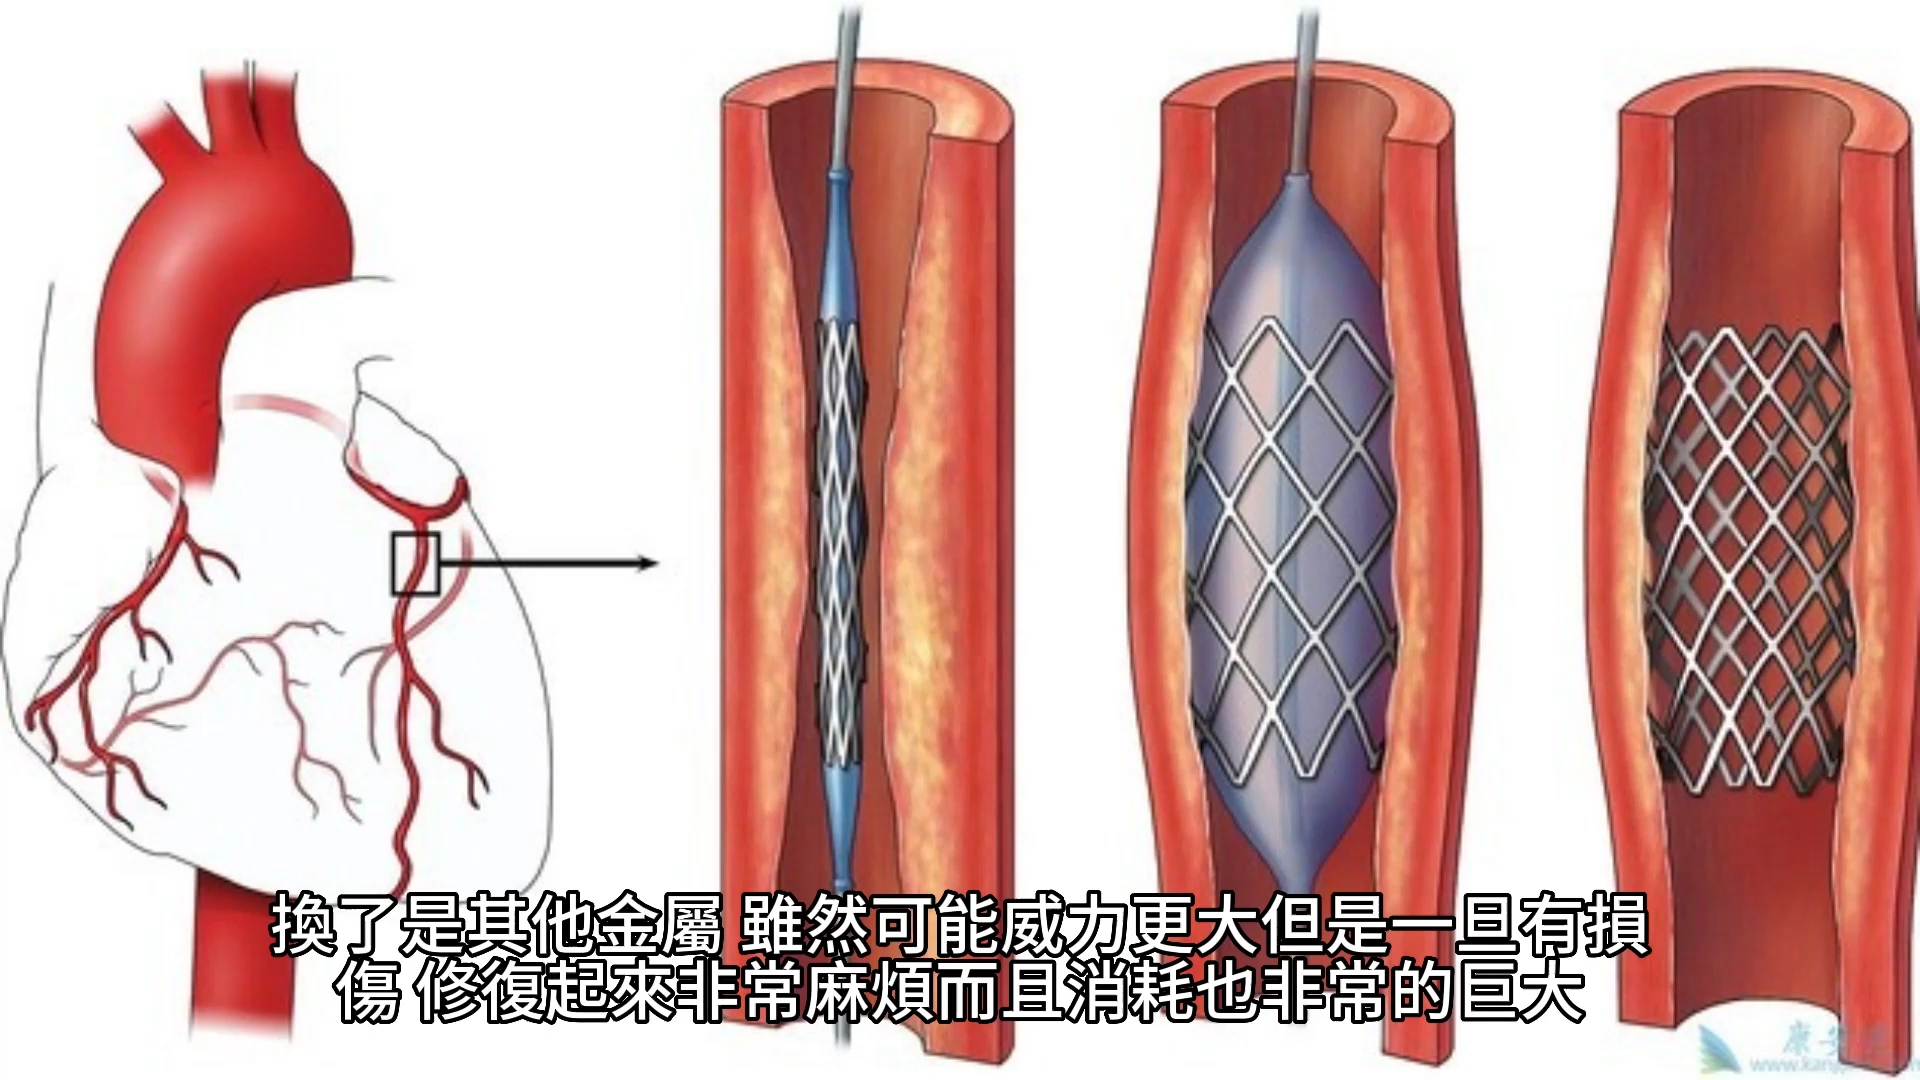 換了是其他金屬 雖然可能威力更大但是一旦有損
傷 修復起來非常麻煩而且消耗也非常的巨大